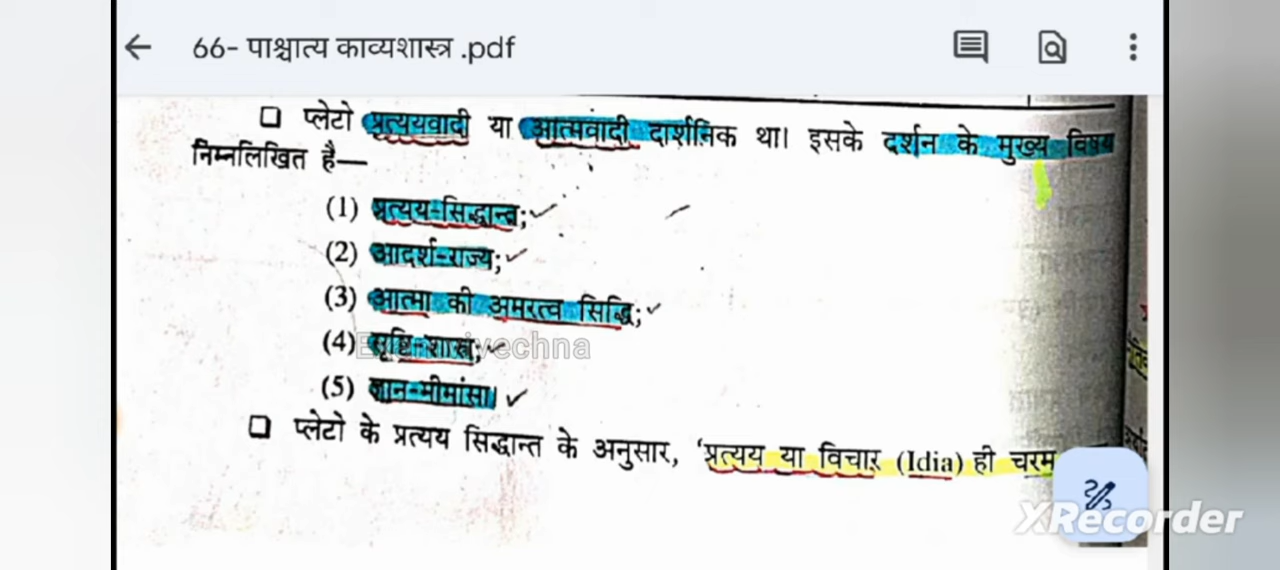 66- पाश्चात्य काव्यशास्त्र .pdf
❑ प्लेटो प्रत्ययवादी या आत्मवादी दार्शनिक था। इसके दर्शन के मुख्य विषय
निम्नलिखित है—
(1) प्रत्यय-सिद्धान्त;
(2) आदर्श-राज्य;
(3) आत्मा की अमरत्व सिद्धि;
(4) सृष्टि-शास्त्र;
(5) ज्ञान-मीमांसा।
❑ प्लेटो के प्रत्यय सिद्धान्त के अनुसार, 'प्रत्यय या विचार (Idia) ही चरम
XRecorder